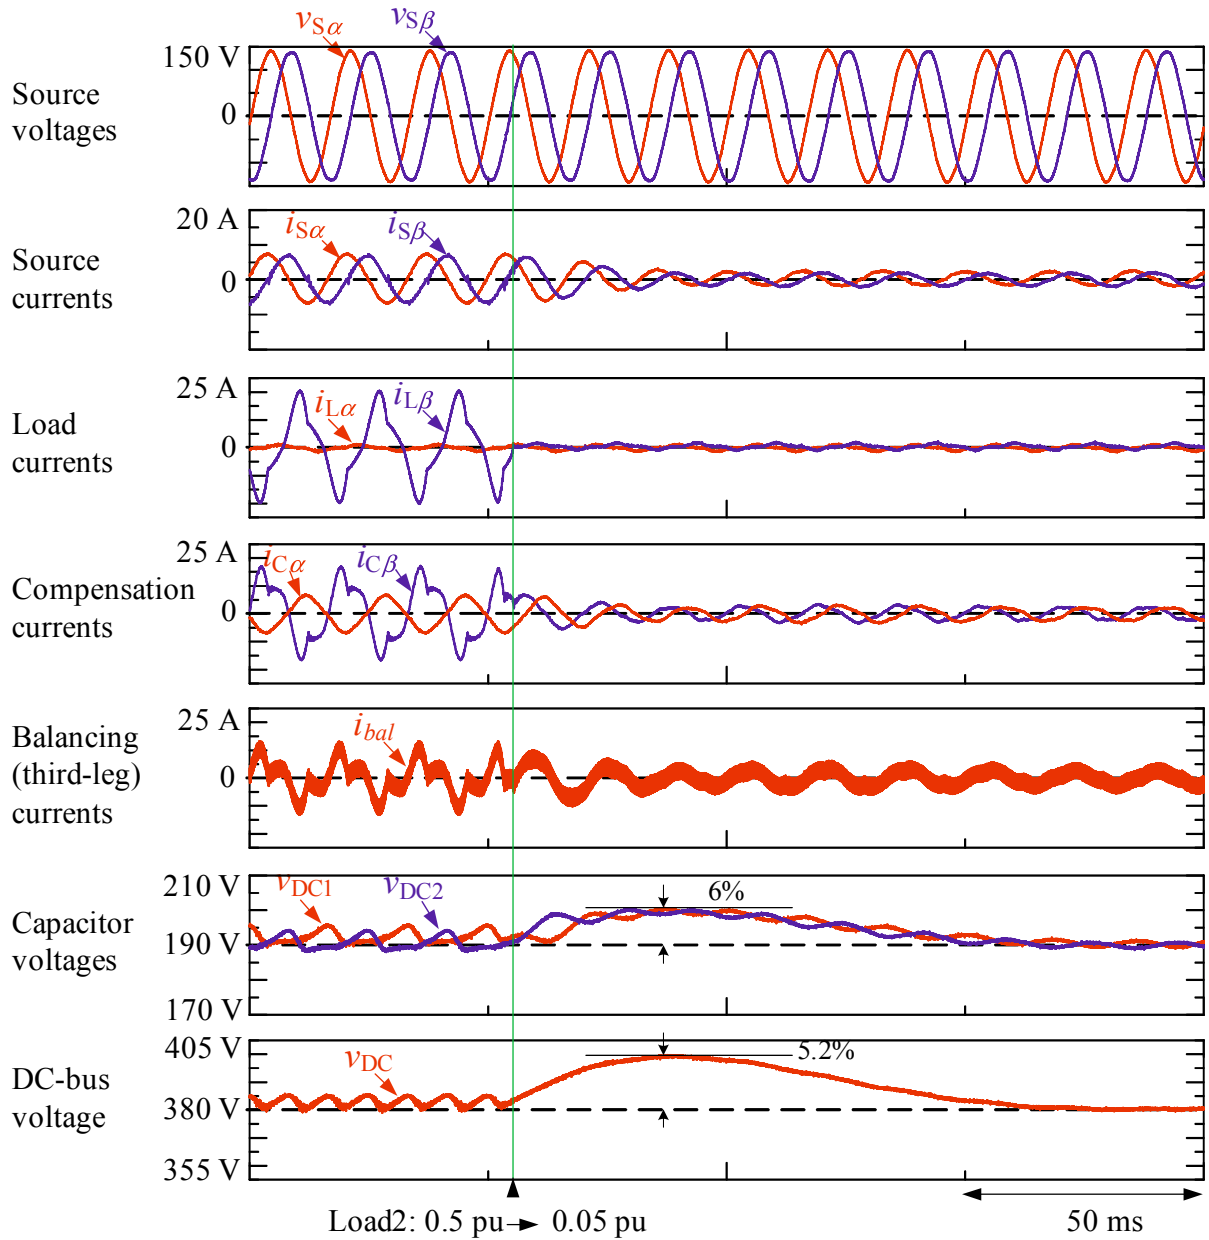 vSα vSβ
150 V
Source
voltages
0
20 A
iSα iSβ
Source
currents
0
25 A
iLα iLβ
Load
currents
0
25 A
iCα iCβ
Compensation
currents
0
25 A
ibal
Balancing
(third-leg)
currents
0
210 V
vDC1 vDC2 6%
Capacitor
voltages
190 V
170 V
405 V
vDC 5.2%
DC-bus
voltage
380 V
355 V
Load2: 0.5 pu → 0.05 pu
50 ms